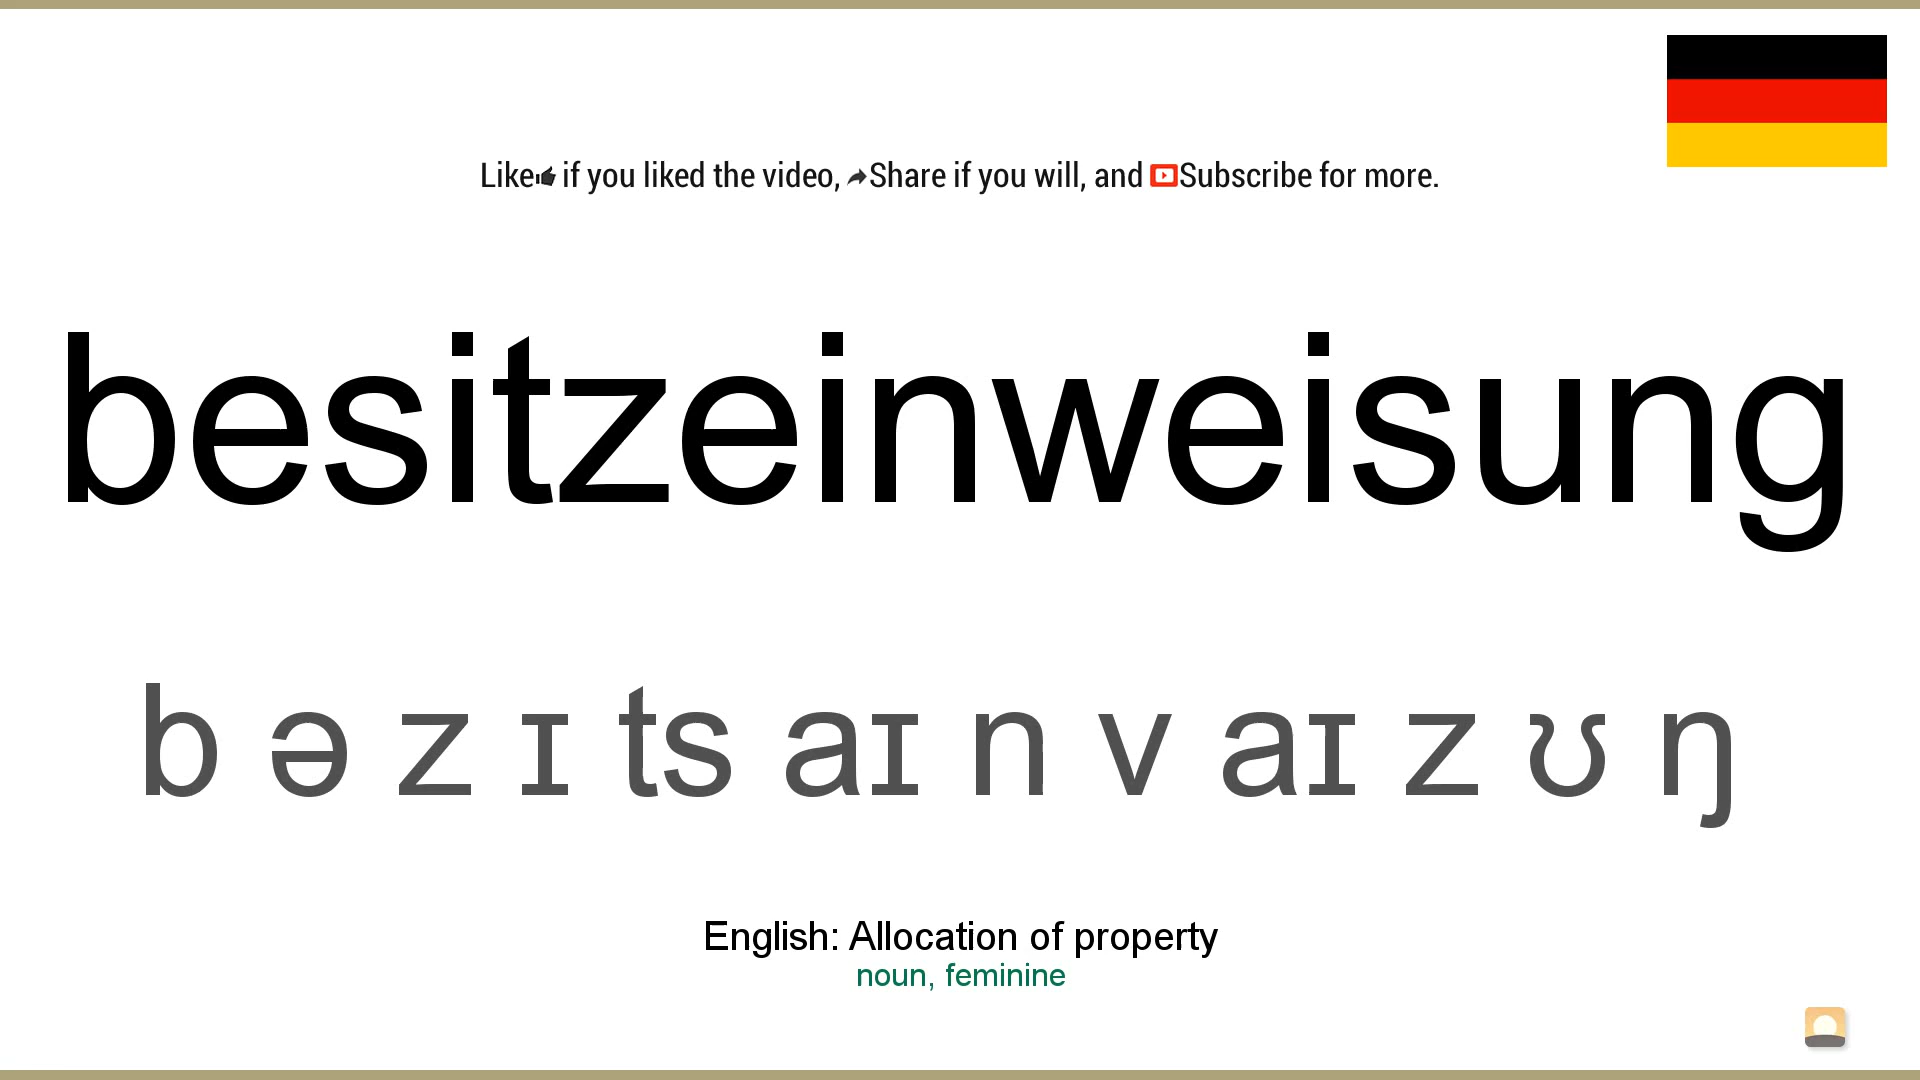 Like if you liked the video, Share if you will, and Subscribe for more.
besitzeinweisung
b ə z ɪ ʦ aɪ n v aɪ z ʊ ŋ
English: Allocation of property
noun, feminine